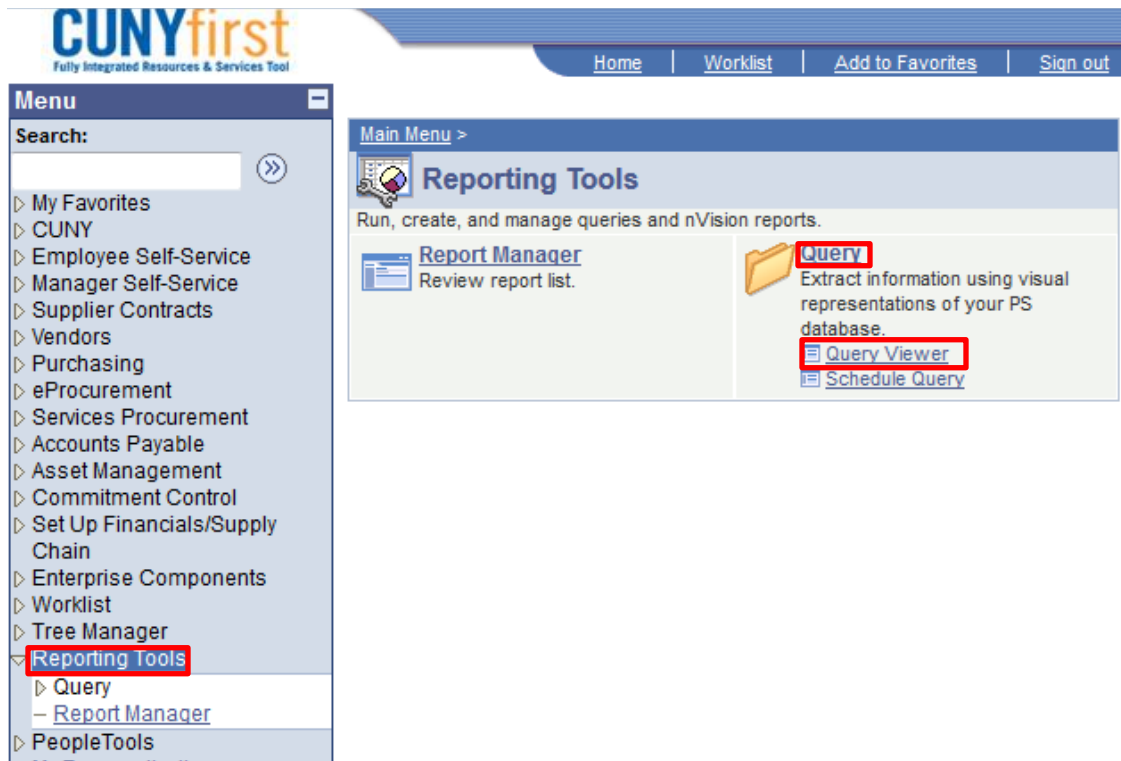 CUNYfirst
Fully Integrated Resources & Services Tool
Home | Worklist | Add to Favorites | Sign out
Menu
Search:
My Favorites
CUNY
Employee Self-Service
Manager Self-Service
Supplier Contracts
Vendors
Purchasing
eProcurement
Services Procurement
Accounts Payable
Asset Management
Commitment Control
Set Up Financials/Supply
Chain
Enterprise Components
Worklist
Tree Manager
Reporting Tools
Query
Report Manager
PeopleTools
Main Menu >
Reporting Tools
Run, create, and manage queries and nVision reports.
Report Manager
Review report list.
Query
Extract information using visual
representations of your PS
database.
Query Viewer
Schedule Query